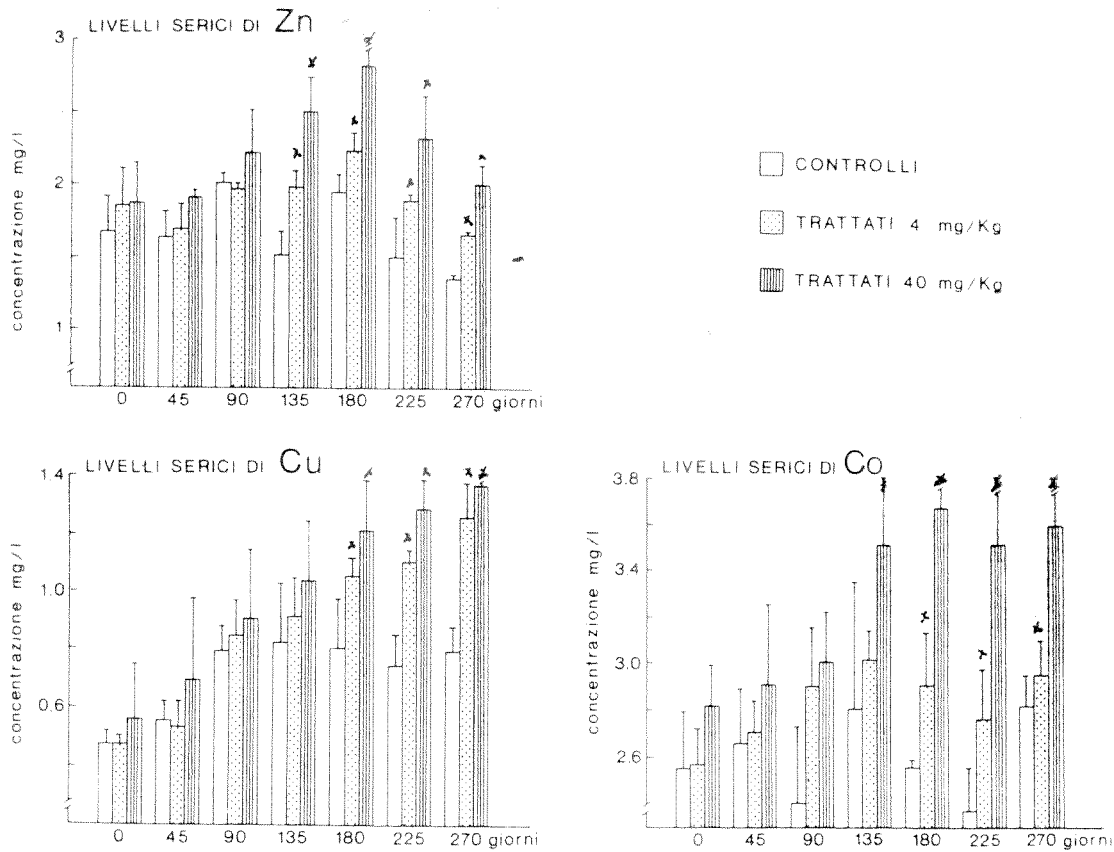 LIVELLI SERICI DI Zn
3
2
1
concentrazione mg/l
0 45 90 135 180 225 270 giorni
CONTROLLI
TRATTATI 4 mg/Kg
TRATTATI 40 mg/Kg
LIVELLI SERICI DI Cu
1.4
1.0
0.6
concentrazione mg/l
0 45 90 135 180 225 270 giorni
LIVELLI SERICI DI Co
3.8
3.4
3.0
2.6
concentrazione mg/l
0 45 90 135 180 225 270 giorni